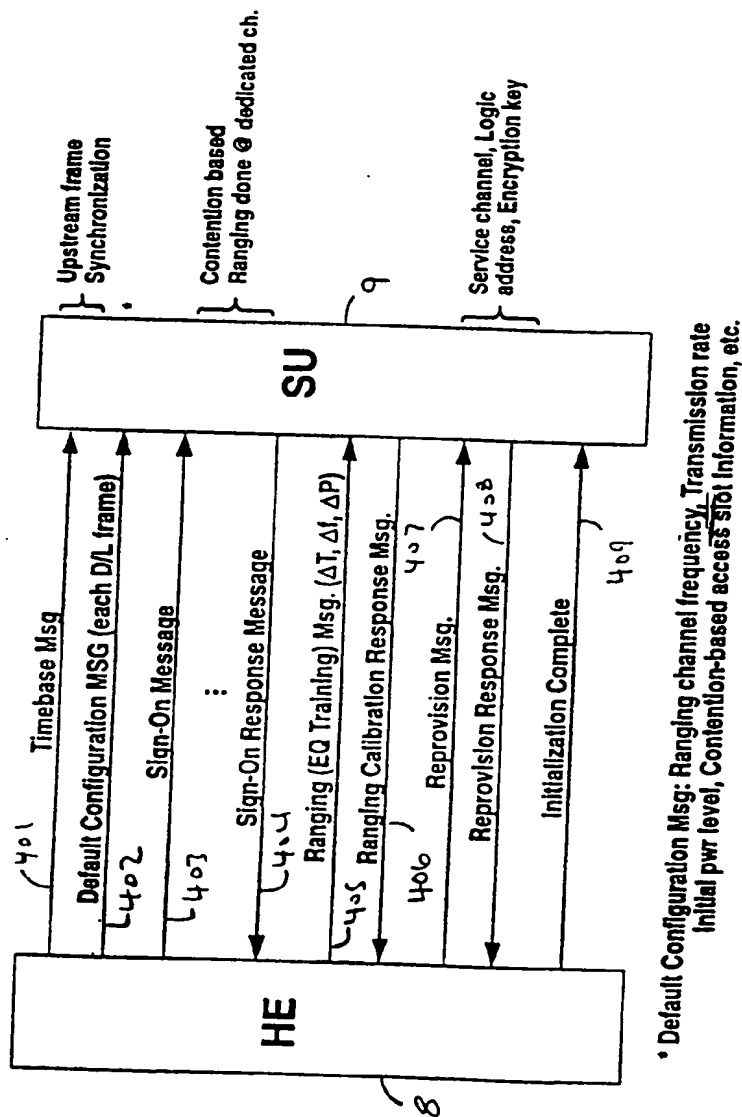 HE
8
Timebase Msg
401
Default Configuration MSG (each D/L frame)
402
Sign-On Message
403
Sign-On Response Message
404
Ranging (EQ Training) Msg. (ΔT, Δf, ΔP)
405
Ranging Calibration Response Msg.
406
407
Reprovision Msg.
Reprovision Response Msg.
408
Initialization Complete
409
SU
9
Upstream frame
Synchronization
*
Contention based
Ranging done @ dedicated ch.
Service channel, Logic
address, Encryption key
* Default Configuration Msg: Ranging channel frequency, Transmission rate
Initial pwr level, Contention-based access slot information, etc.